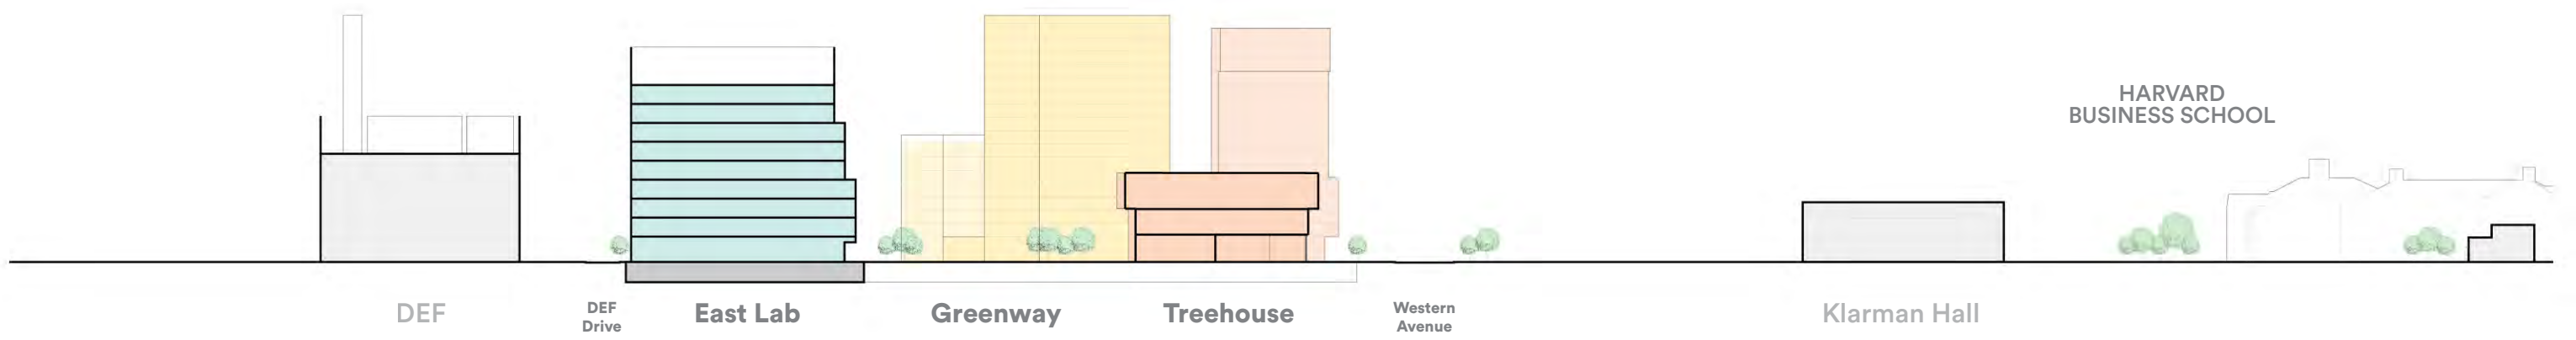 HARVARD
BUSINESS SCHOOL
DEF
DEF
Drive
East Lab
Greenway
Treehouse
Western
Avenue
Klarman Hall